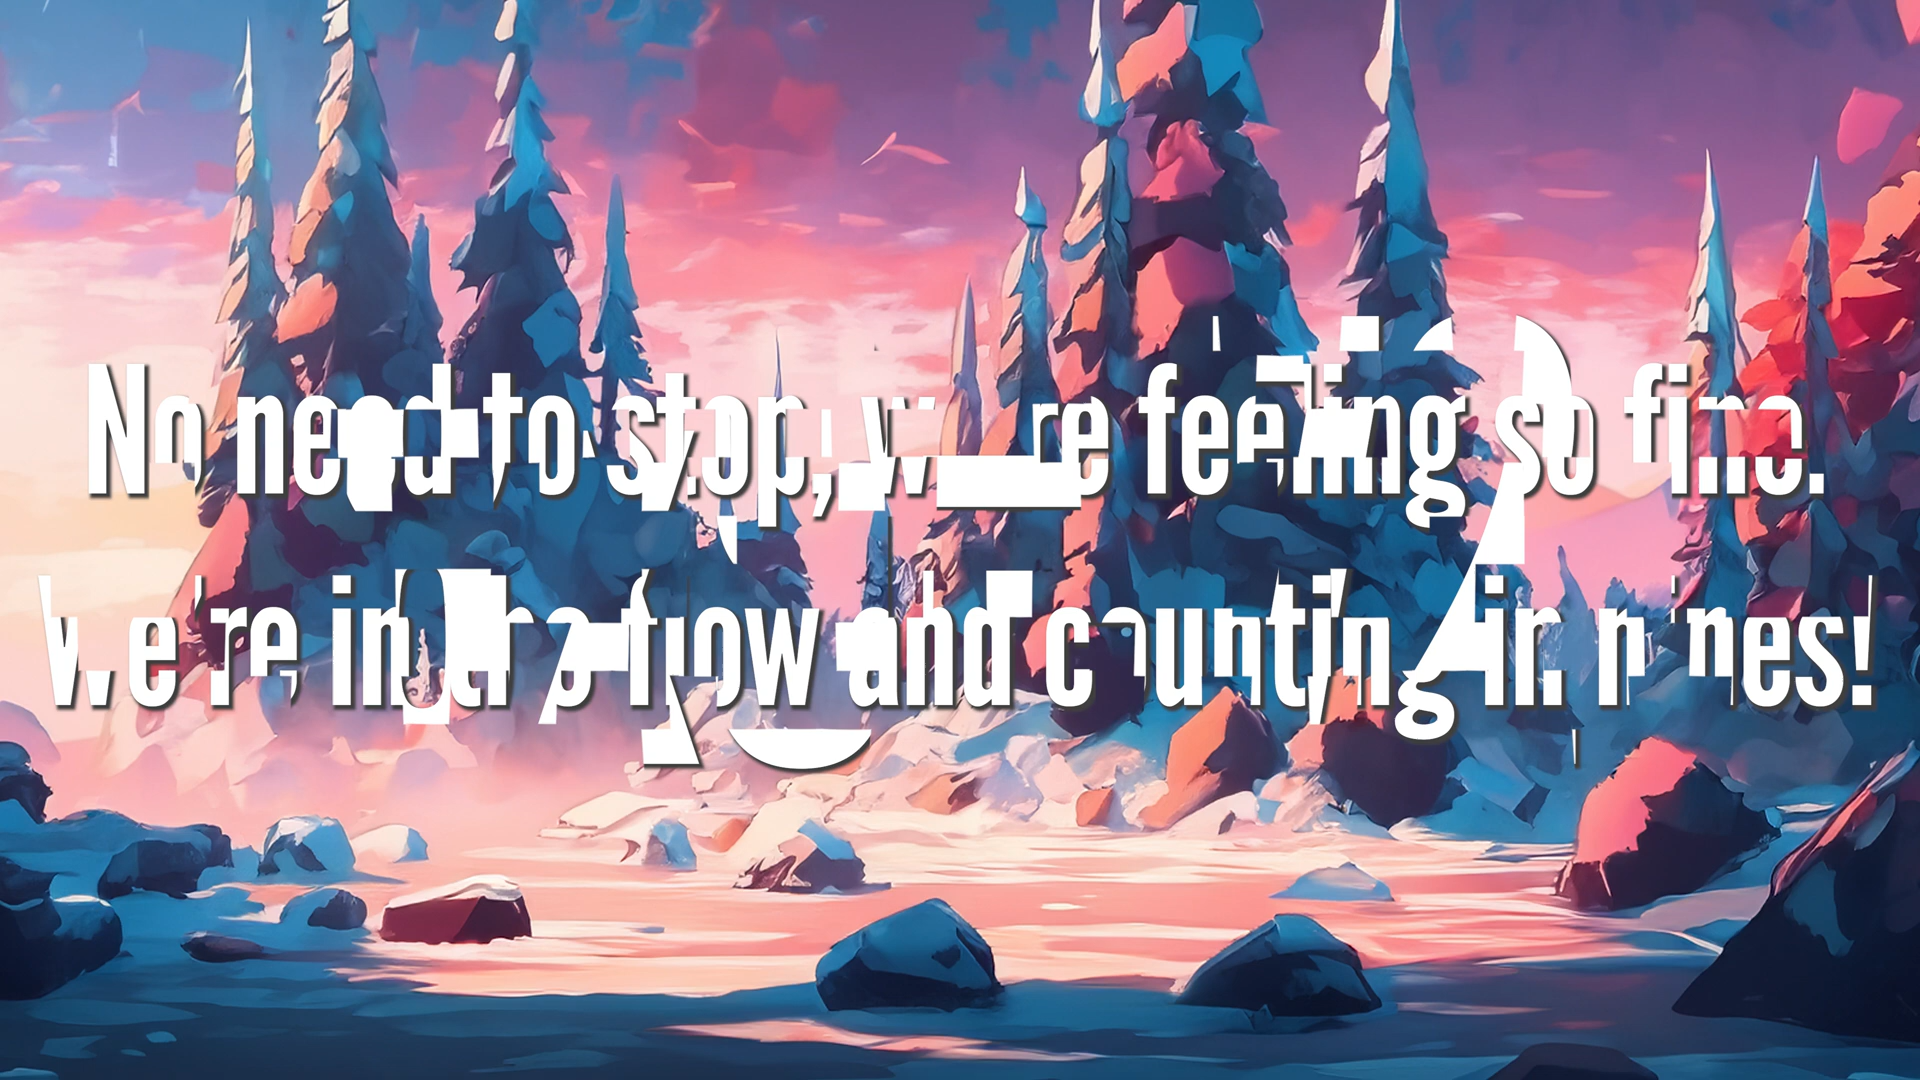 No need to stop, we're feeling so fine.
We're in the flow and counting in nines!